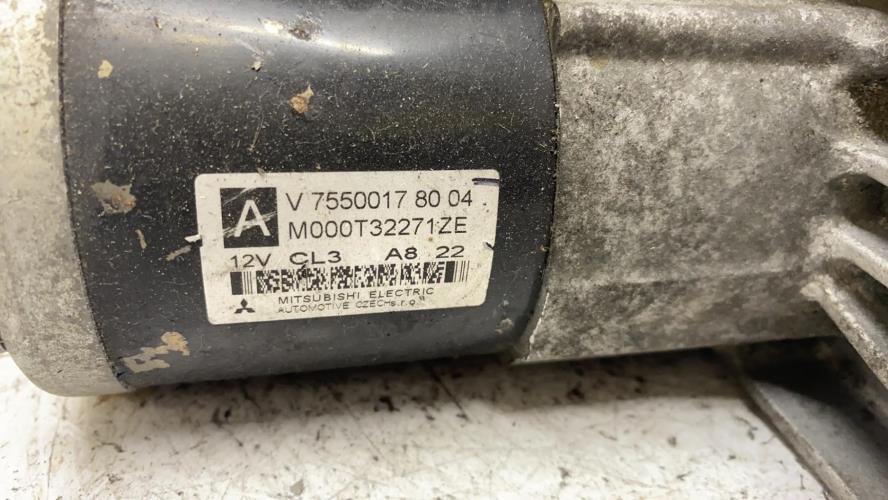 A
V 7550017 80 04
M000T32271ZE
12V CL3 A8 22
MITSUBISHI ELECTRIC
AUTOMOTIVE CZECH s.r.o.